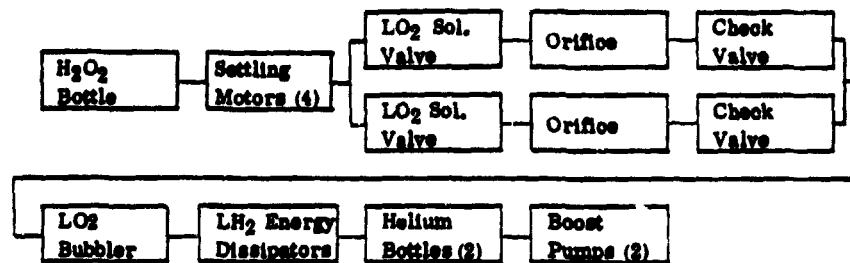 H₂O₂
Bottle
Settling
Motors (4)
LO₂ Sol.
Valve
Orifice
Check
Valve
LO₂ Sol.
Valve
Orifice
Check
Valve
LO2
Bubbler
LH₂ Energy
Dissipators
Helium
Bottles (2)
Boost
Pumps (2)